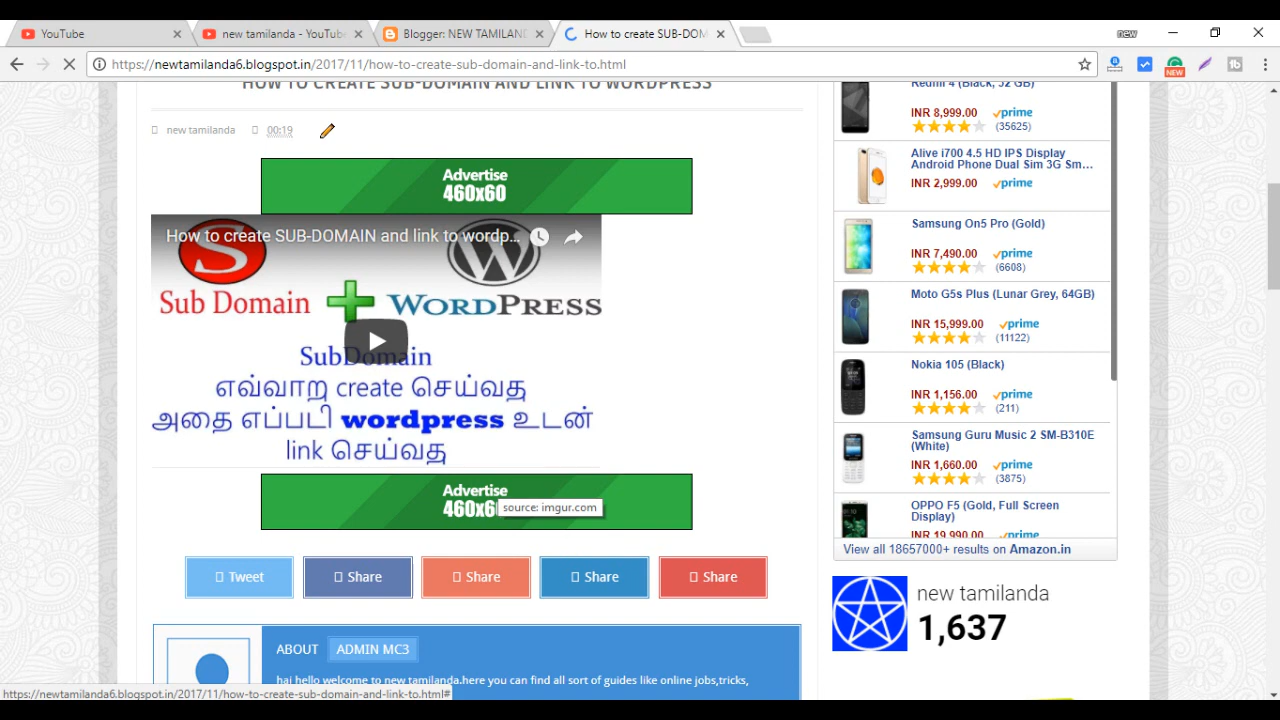 YouTube
new tamilanda - YouTube
Blogger: NEW TAMILAND
How to create SUB-DOM
new
https://newtamilanda6.blogspot.in/2017/11/how-to-create-sub-domain-and-link-to.html
NEW
HOW TO CREATE SUB-DOMAIN AND LINK TO WORDPRESS
new tamilanda
00:19
Advertise
460x60
How to create SUB-DOMAIN and link to wordp...
S
W
Sub Domain
WORDPRESS
SubDomain
எவ்வாற create செய்வத
அதை எப்படி wordpress உடன்
link செய்வத
Advertise
460x6
source: imgur.com
Tweet
Share
Share
Share
Share
ABOUT ADMIN MC3
hai hello welcome to new tamilanda.here you can find all sort of guides like online jobs,tricks,
https://newtamilanda6.blogspot.in/2017/11/how-to-create-sub-domain-and-link-to.html#
Redmi 4 (Black, 32 GB)
INR 8,999.00 prime
(35625)
Alive i700 4.5 HD IPS Display
Android Phone Dual Sim 3G Sm...
INR 2,999.00 prime
Samsung On5 Pro (Gold)
INR 7,490.00 prime
(6608)
Moto G5s Plus (Lunar Grey, 64GB)
INR 15,999.00 prime
(11122)
Nokia 105 (Black)
INR 1,156.00 prime
(211)
Samsung Guru Music 2 SM-B310E
(White)
INR 1,660.00 prime
(3875)
OPPO F5 (Gold, Full Screen
Display)
INR 19,990.00 prime
View all 18657000+ results on Amazon.in
new tamilanda
1,637